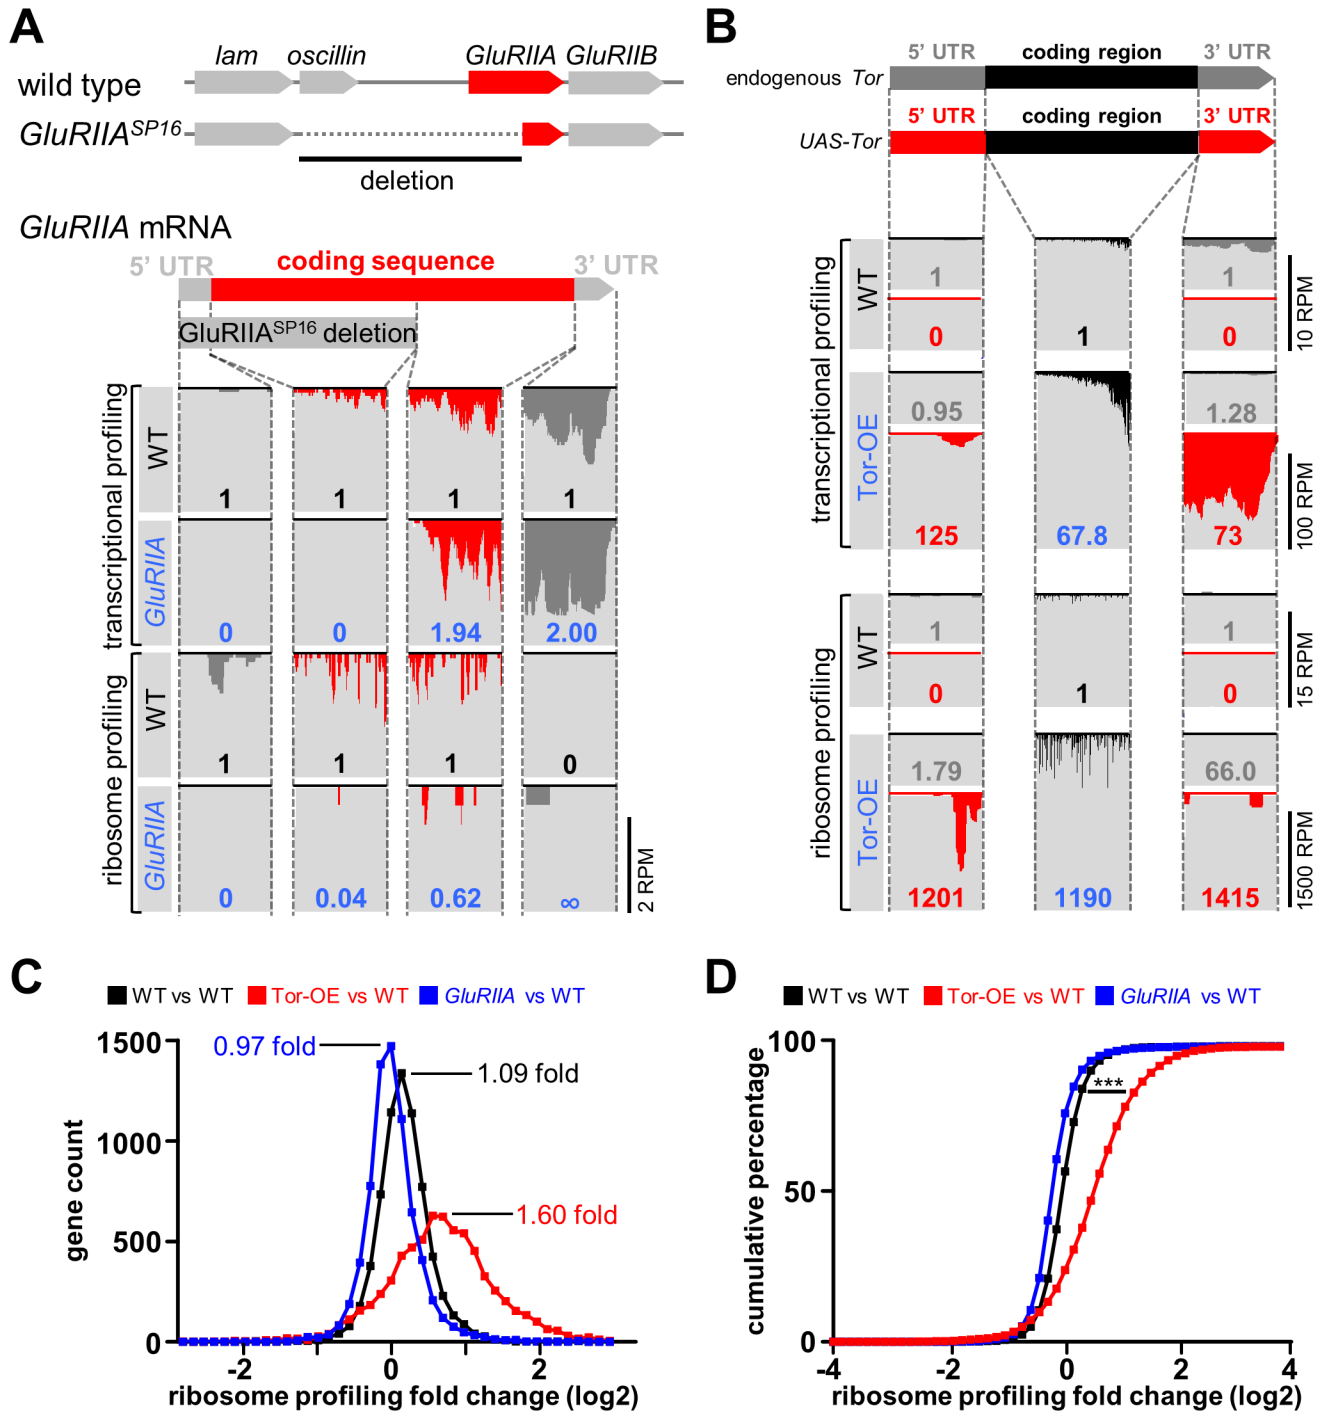 A
lam oscillin GluRIIA GluRIIB
wild type
GluRIIA^SP16
deletion
GluRIIA mRNA
5’ UTR coding sequence 3’ UTR
GluRIIA^SP16 deletion
transcriptional profiling
WT
1 1 1 1
GluRIIA
0 0 1.94 2.00
ribosome profiling
WT
1 1 1 0
GluRIIA
0 0.04 0.62 ∞
2 RPM
B
5’ UTR coding region 3’ UTR
endogenous Tor
5’ UTR coding region 3’ UTR
UAS-Tor
transcriptional profiling
WT
1 1
0 1 0
10 RPM
Tor-OE
0.95 1.28
125 67.8 73
100 RPM
ribosome profiling
WT
1 1
0 1 0
15 RPM
Tor-OE
1.79 66.0
1201 1190 1415
1500 RPM
C
WT vs WT Tor-OE vs WT GluRIIA vs WT
gene count
1500
1000
500
0
0.97 fold
1.09 fold
1.60 fold
-2 0 2
ribosome profiling fold change (log2)
D
WT vs WT Tor-OE vs WT GluRIIA vs WT
cumulative percentage
100
50
0
***
-4 -2 0 2 4
ribosome profiling fold change (log2)